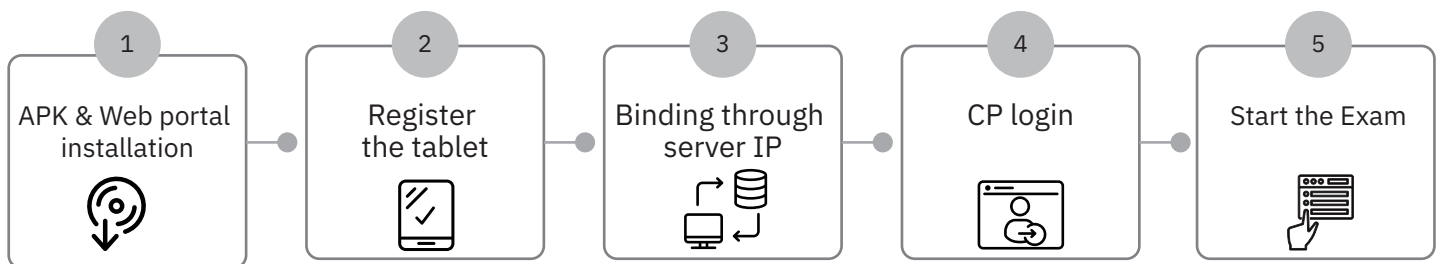 1
APK & Web portal
installation
2
Register
the tablet
3
Binding through
server IP
4
CP login
5
Start the Exam